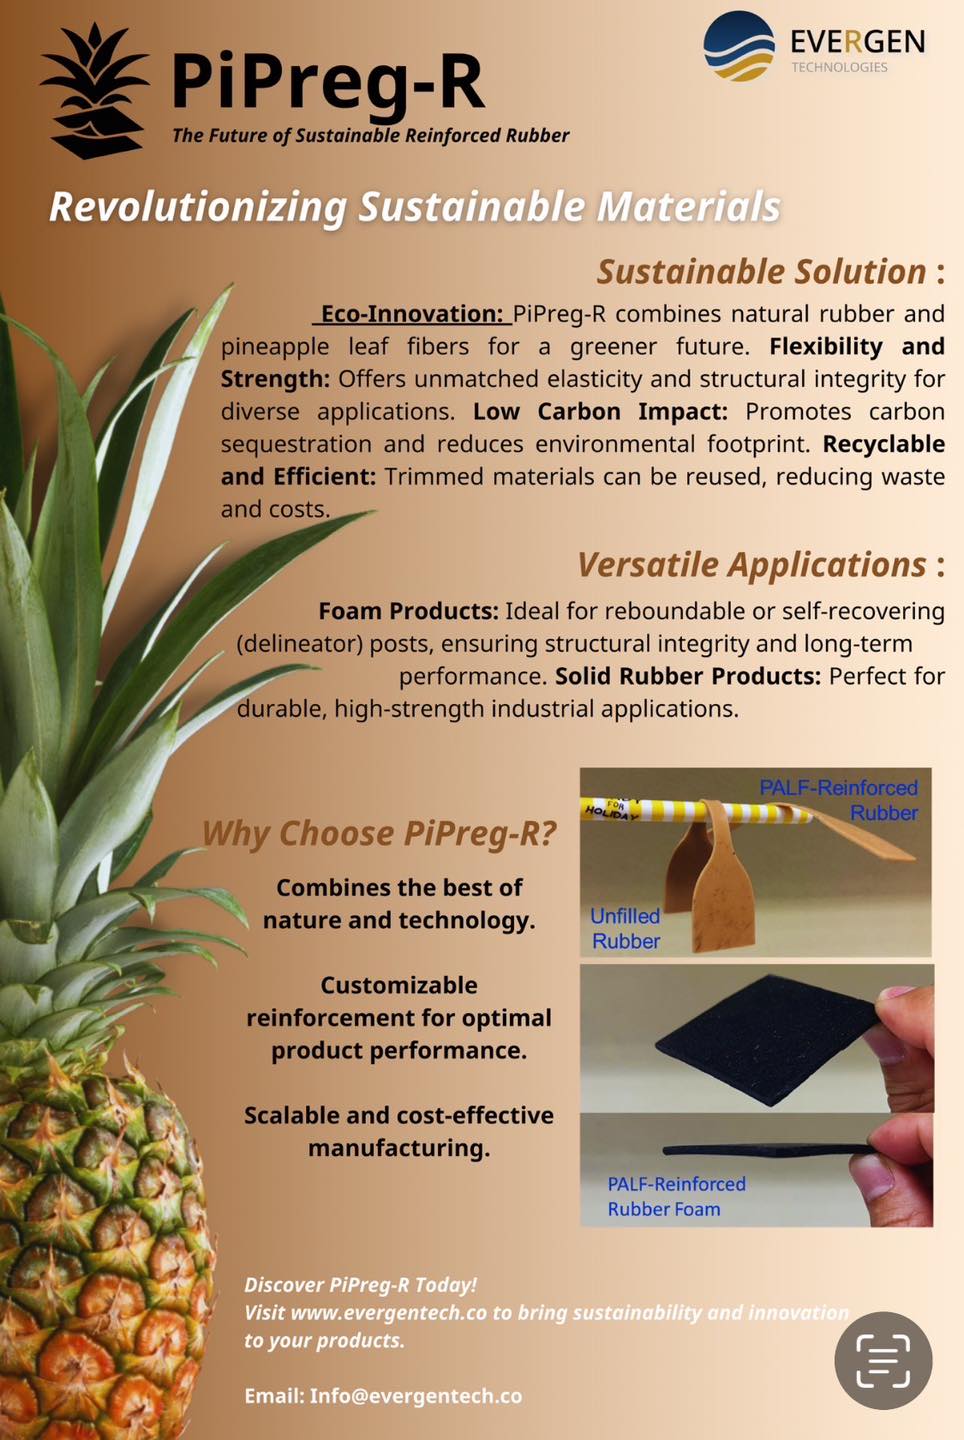 PiPreg-R
The Future of Sustainable Reinforced Rubber
EVERGEN
TECHNOLOGIES
Revolutionizing Sustainable Materials
Sustainable Solution :
Eco-Innovation: PiPreg-R combines natural rubber and
pineapple leaf fibers for a greener future. Flexibility and
Strength: Offers unmatched elasticity and structural integrity for
diverse applications. Low Carbon Impact: Promotes carbon
sequestration and reduces environmental footprint. Recyclable
and Efficient: Trimmed materials can be reused, reducing waste
and costs.
Versatile Applications :
Foam Products: Ideal for reboundable or self-recovering
(delineator) posts, ensuring structural integrity and long-term
performance. Solid Rubber Products: Perfect for
durable, high-strength industrial applications.
Why Choose PiPreg-R?
Combines the best of
nature and technology.
Customizable
reinforcement for optimal
product performance.
Scalable and cost-effective
manufacturing.
PALF-Reinforced
Rubber
FOR
HOLIDAY
Unfilled
Rubber
PALF-Reinforced
Rubber Foam
Discover PiPreg-R Today!
Visit www.evergentech.co to bring sustainability and innovation
to your products.
Email: Info@evergentech.co